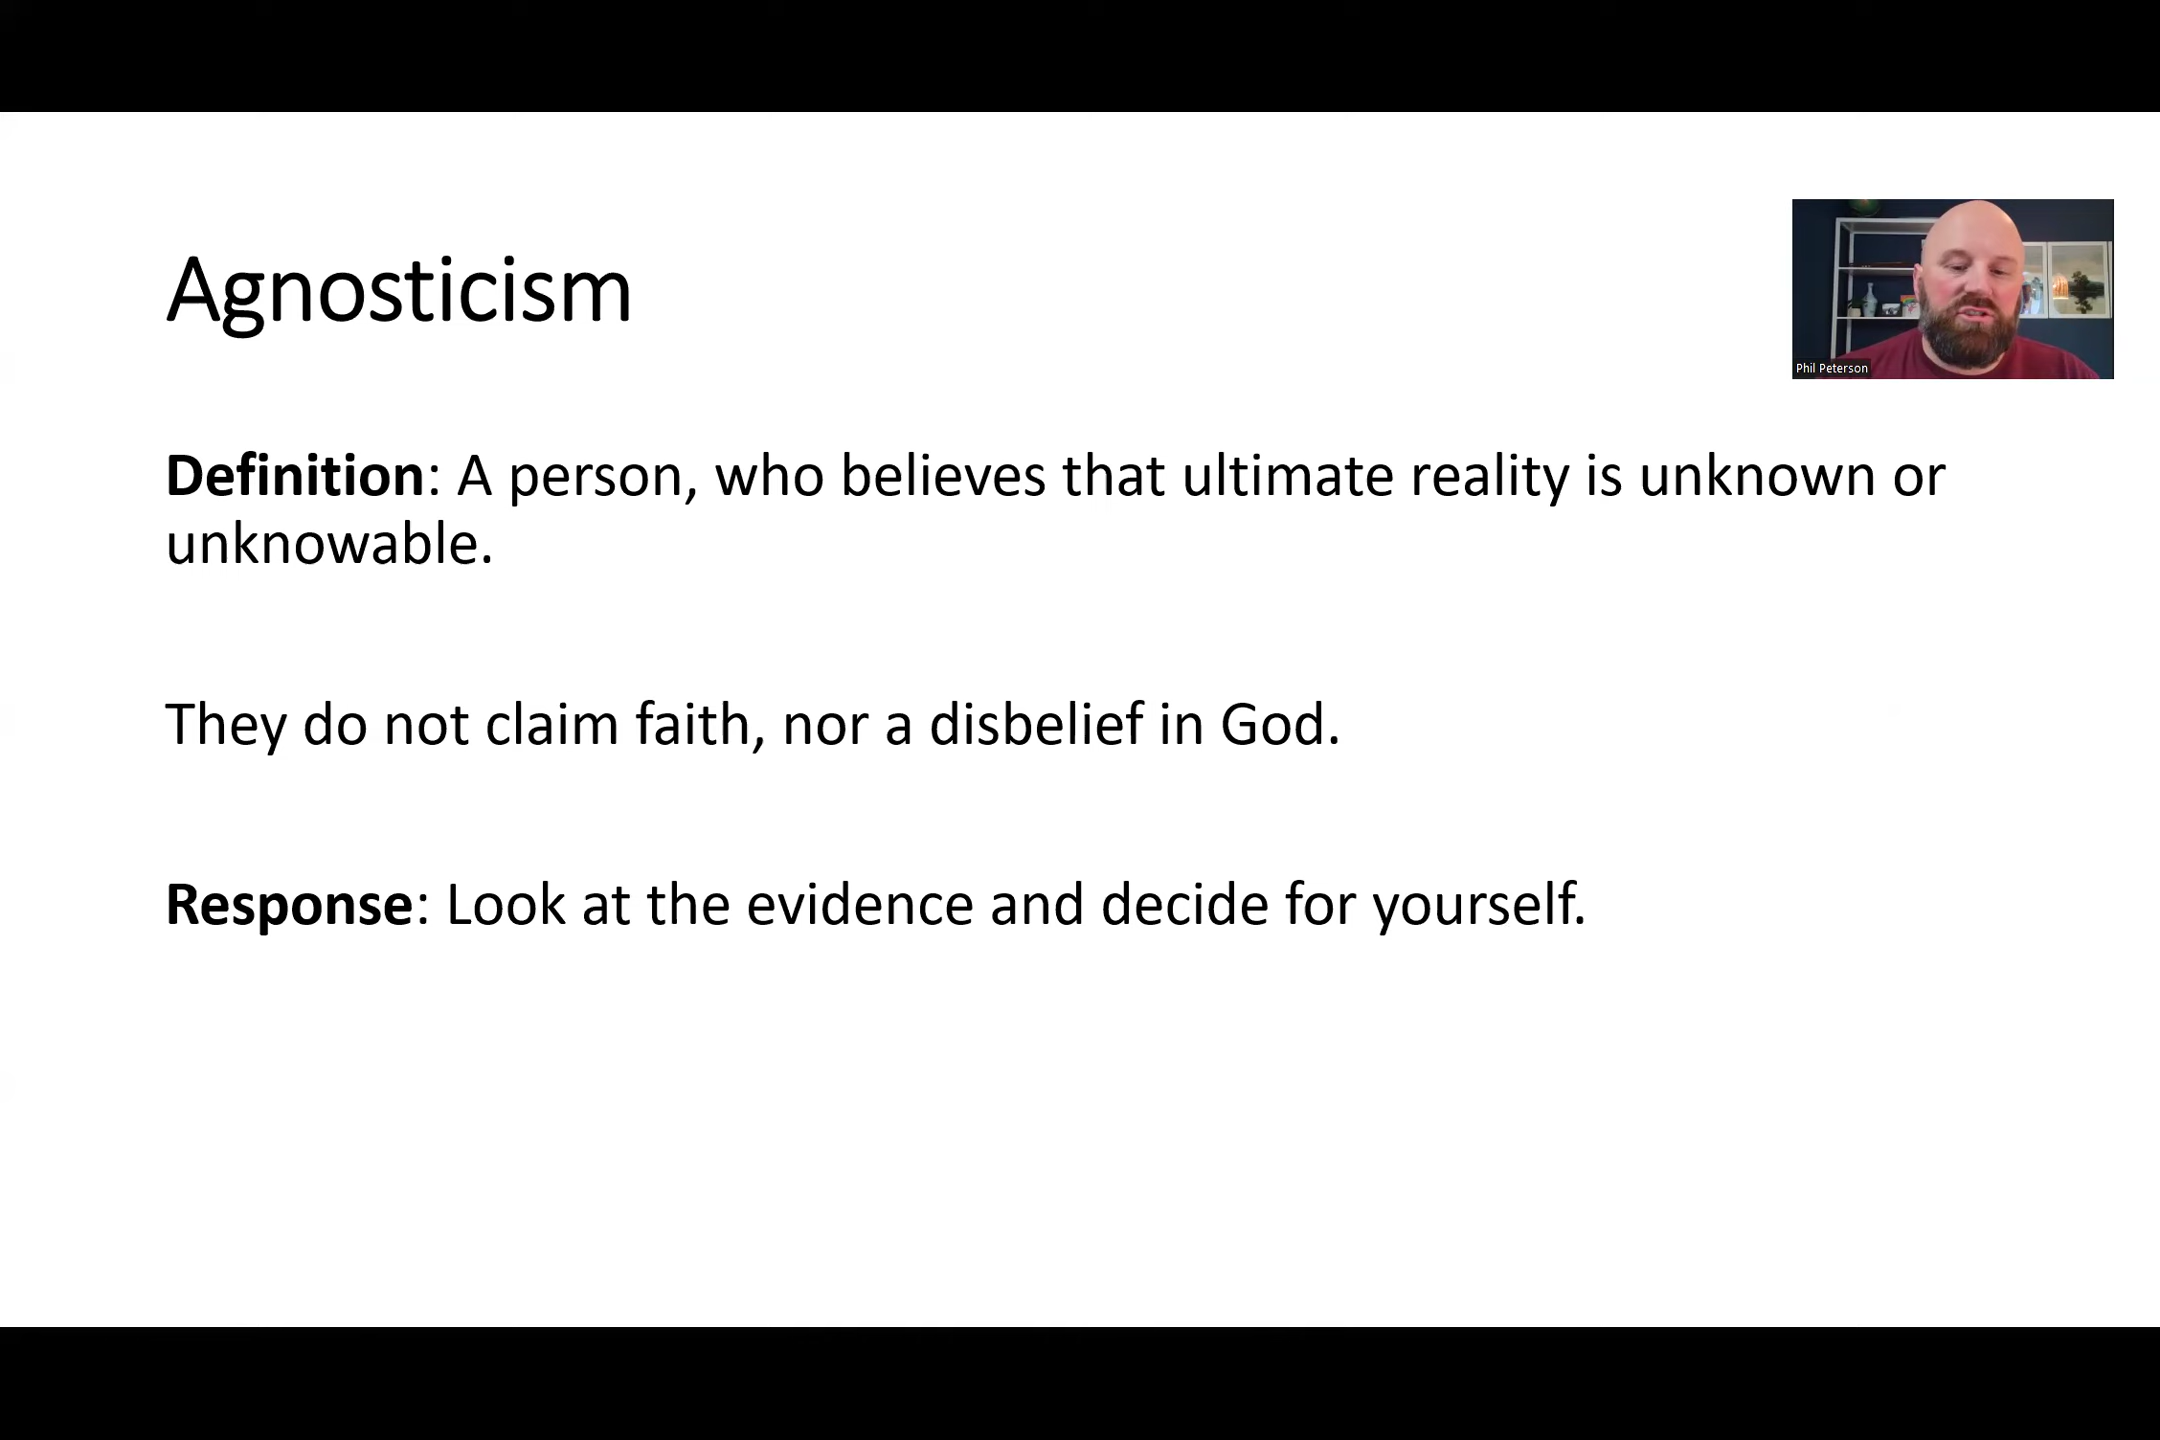 Agnosticism
Phil Peterson
Definition: A person, who believes that ultimate reality is unknown or
unknowable.
They do not claim faith, nor a disbelief in God.
Response: Look at the evidence and decide for yourself.